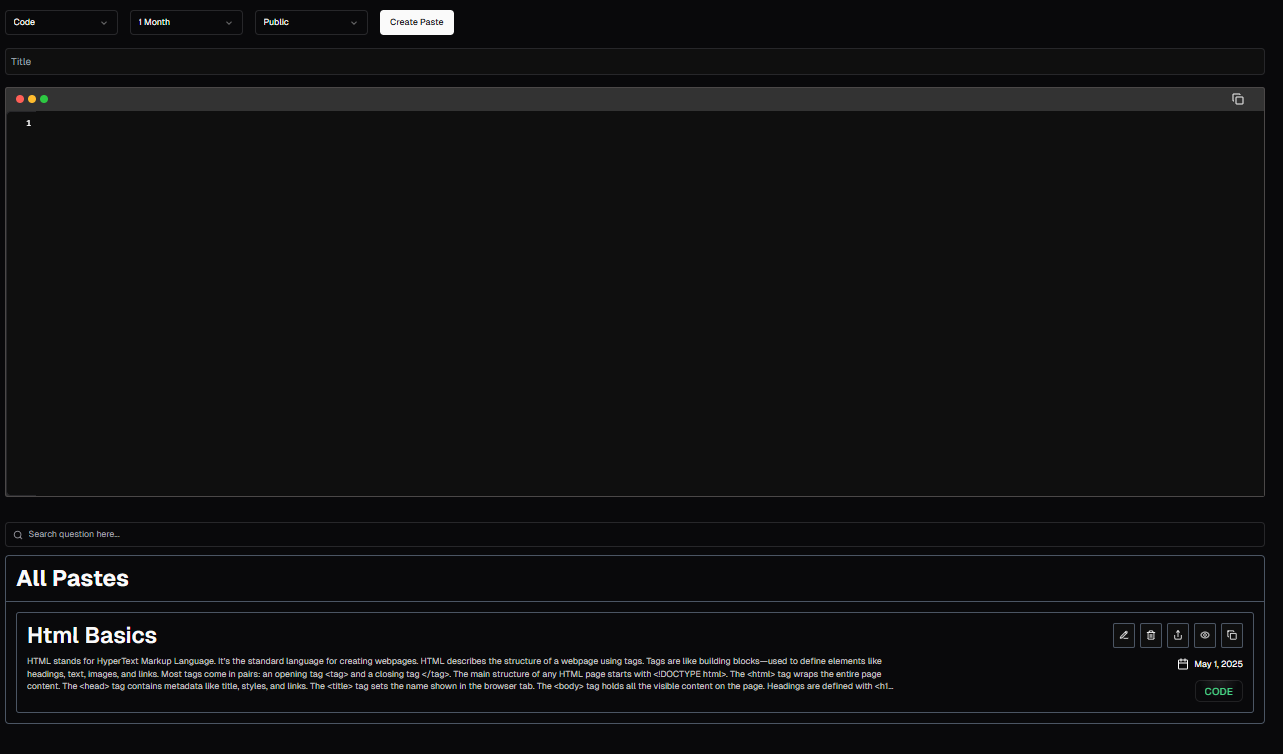 Code
1 Month
Public
Create Paste
Title
1
Search question here...
All Pastes
Html Basics
HTML stands for HyperText Markup Language. It's the standard language for creating webpages. HTML describes the structure of a webpage using tags. Tags are like building blocks—used to define elements like
headings, text, images, and links. Most tags come in pairs: an opening tag <tag> and a closing tag </tag>. The main structure of any HTML page starts with <!DOCTYPE html>. The <html> tag wraps the entire page
content. The <head> tag contains metadata like title, styles, and links. The <title> tag sets the name shown in the browser tab. The <body> tag holds all the visible content on the page. Headings are defined with <h1...
May 1, 2025
CODE